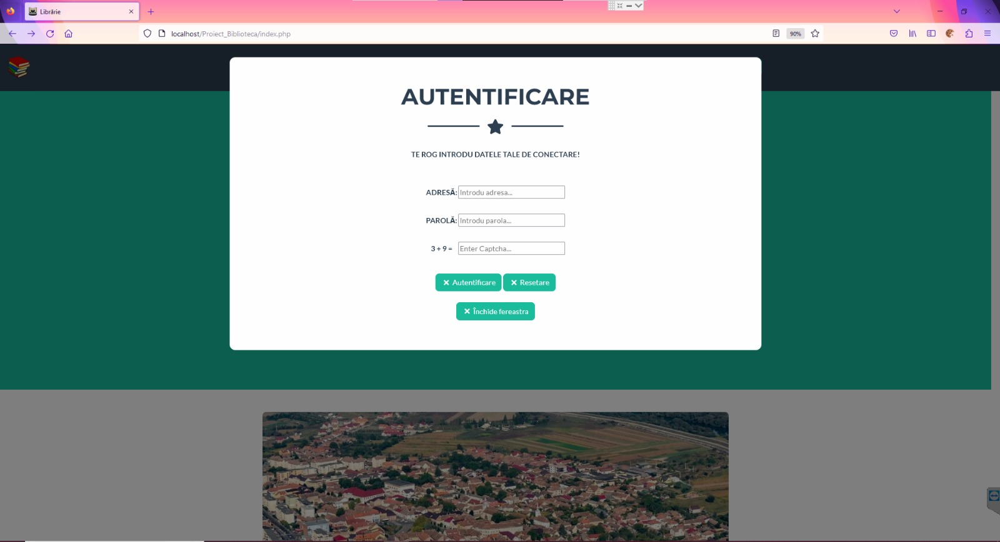 Librărie
localhost/Proiect_Biblioteca/index.php
90%
AUTENTIFICARE
TE ROG INTRODU DATELE TALE DE CONECTARE!
ADRESĂ: Introdu adresa...
PAROLĂ: Introdu parola...
3 + 9 = Enter Captcha...
Autentificare Resetare
Închide fereastra